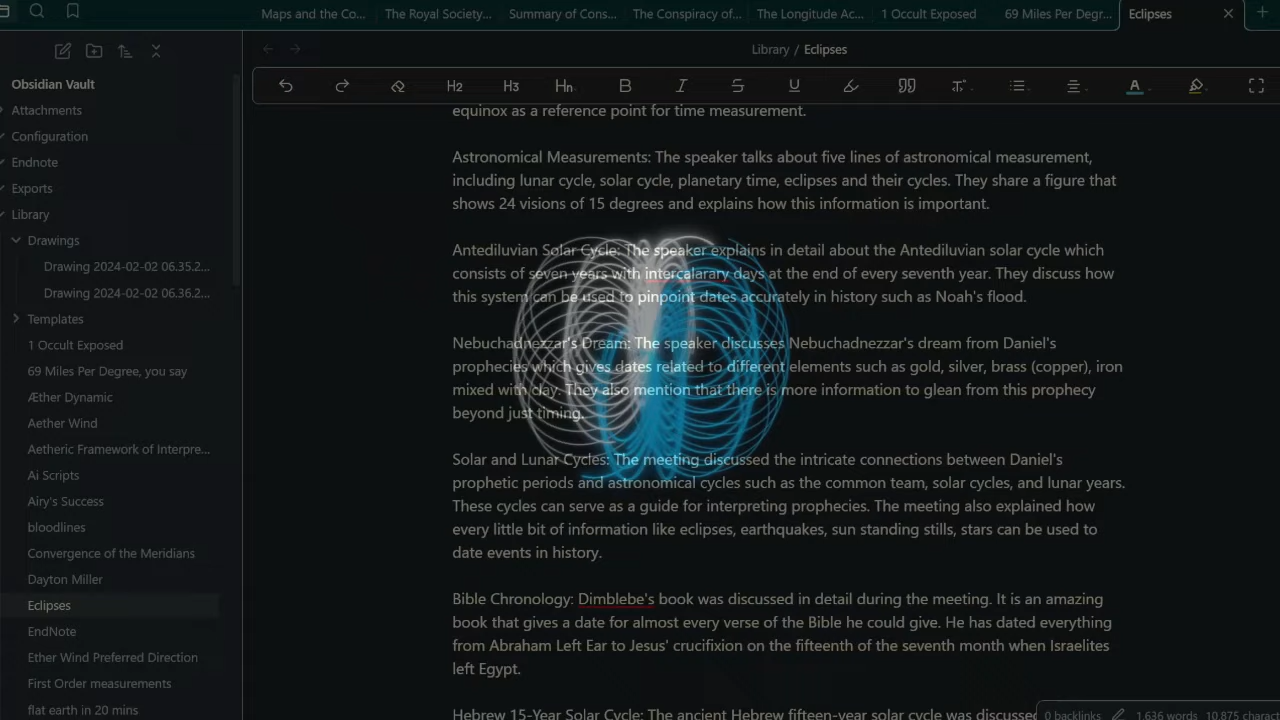 Maps and the Co...
The Royal Society...
Summary of Cons...
The Conspiracy of...
The Longitude Ac...
1 Occult Exposed
69 Miles Per Degr...
Eclipses
Obsidian Vault
Attachments
Configuration
Endnote
Exports
Library
Drawings
Drawing 2024-02-02 06.35.2...
Drawing 2024-02-02 06.36.2...
Templates
1 Occult Exposed
69 Miles Per Degree, you say
Æther Dynamic
Aether Wind
Aetheric Framework of Interpre...
Ai Scripts
Airy's Success
bloodlines
Convergence of the Meridians
Dayton Miller
Eclipses
EndNote
Ether Wind Preferred Direction
First Order measurements
flat earth in 20 mins
Library / Eclipses
H2 H3 Hn B I S U A
equinox as a reference point for time measurement.
Astronomical Measurements: The speaker talks about five lines of astronomical measurement,
including lunar cycle, solar cycle, planetary time, eclipses and their cycles. They share a figure that
shows 24 visions of 15 degrees and explains how this information is important.
Antediluvian Solar Cycle: The speaker explains in detail about the Antediluvian solar cycle which
consists of seven years with intercalarary days at the end of every seventh year. They discuss how
this system can be used to pinpoint dates accurately in history such as Noah's flood.
Nebuchadnezzar's Dream: The speaker discusses Nebuchadnezzar's dream from Daniel's
prophecies which gives dates related to different elements such as gold, silver, brass (copper), iron
mixed with clay. They also mention that there is more information to glean from this prophecy
beyond just timing.
Solar and Lunar Cycles: The meeting discussed the intricate connections between Daniel's
prophetic periods and astronomical cycles such as the common team, solar cycles, and lunar years.
These cycles can serve as a guide for interpreting prophecies. The meeting also explained how
every little bit of information like eclipses, earthquakes, sun standing stills, stars can be used to
date events in history.
Bible Chronology: Dimblebe's book was discussed in detail during the meeting. It is an amazing
book that gives a date for almost every verse of the Bible he could give. He has dated everything
from Abraham Left Ear to Jesus' crucifixion on the fifteenth of the seventh month when Israelites
left Egypt.
Hebrew 15-Year Solar Cycle: The ancient Hebrew fifteen-year solar cycle was discussed
0 backlinks 1,636 words 10,875 charac